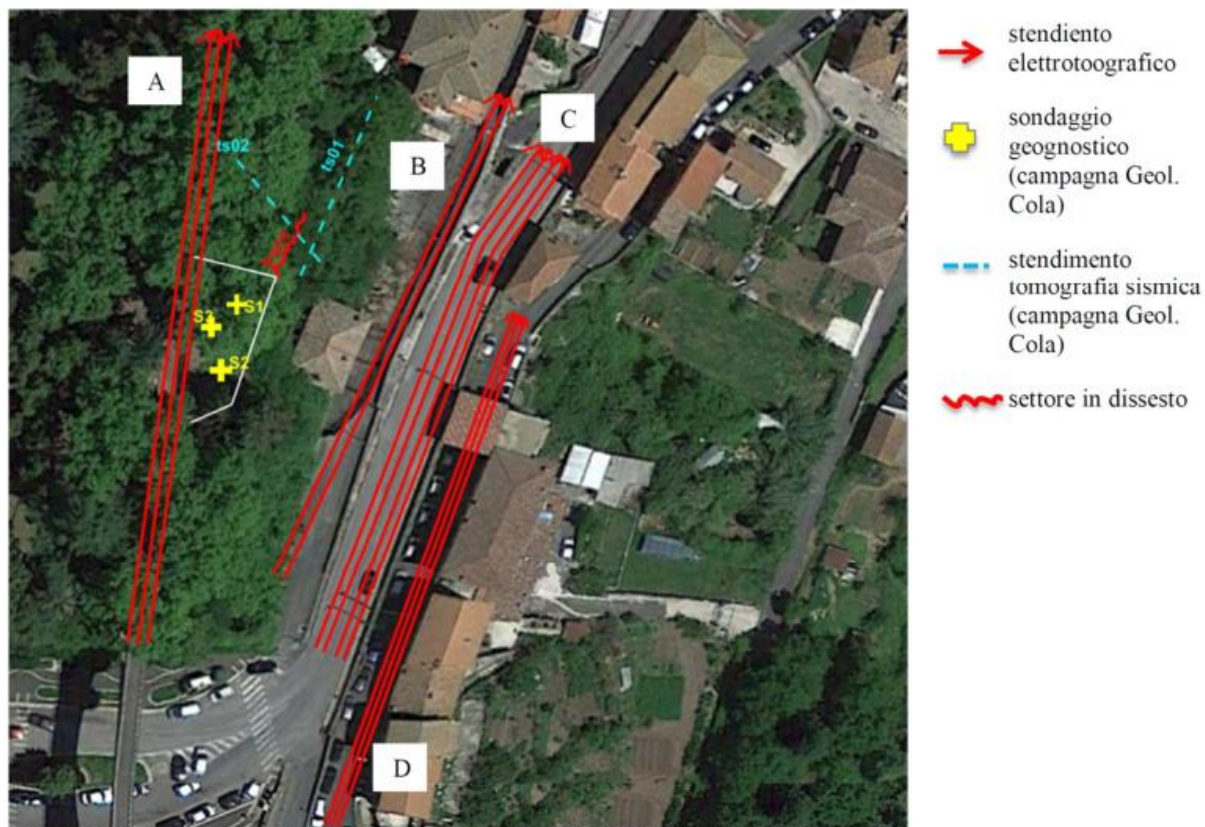 A
B
C
D
ts02
ts01
S1
S3
S2
stendiento
elettrotoografico
sondaggio
geognostico
(campagna Geol.
Cola)
stendimento
tomografia sismica
(campagna Geol.
Cola)
settore in dissesto